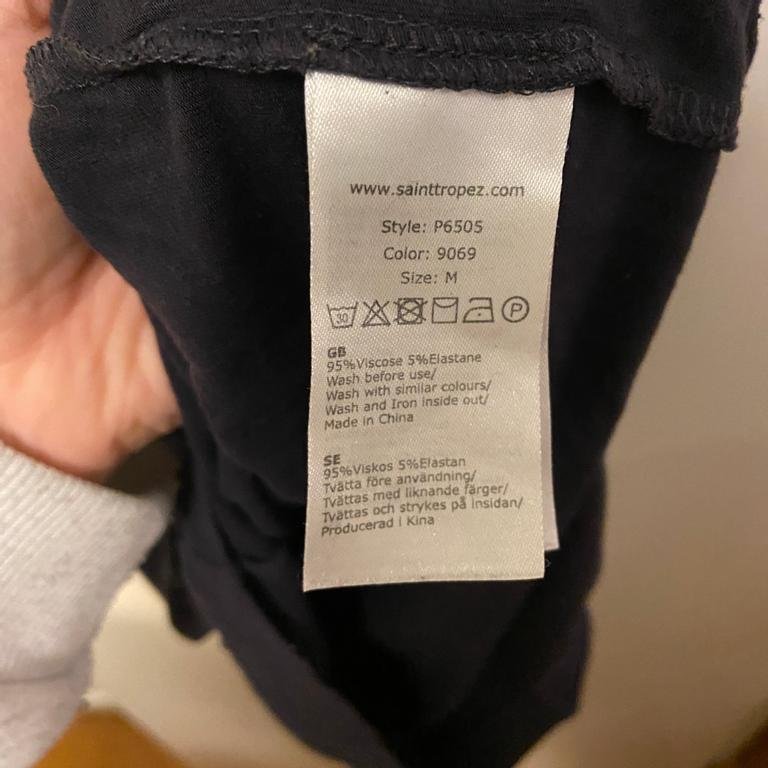 www.sainttropez.com
Style: P6505
Color: 9069
Size: M
30 P
GB
95%Viscose 5%Elastane
Wash before use/
Wash with similar colours/
Wash and Iron inside out/
Made in China
SE
95%Viskos 5%Elastan
Tvätta före användning/
Tvättas med liknande färger/
Tvättas och strykes på insidan/
Producerad i Kina